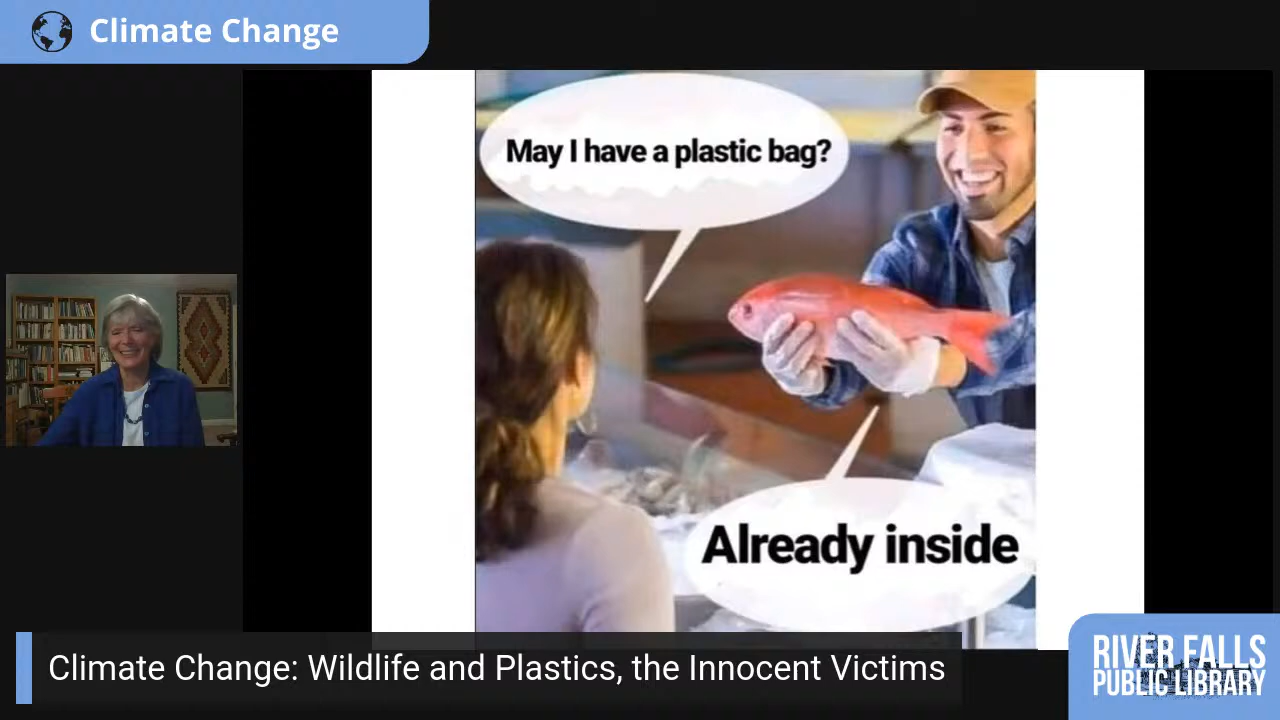 Climate Change
May I have a plastic bag?
Already inside
Climate Change: Wildlife and Plastics, the Innocent Victims
RIVER FALLS
PUBLIC LIBRARY